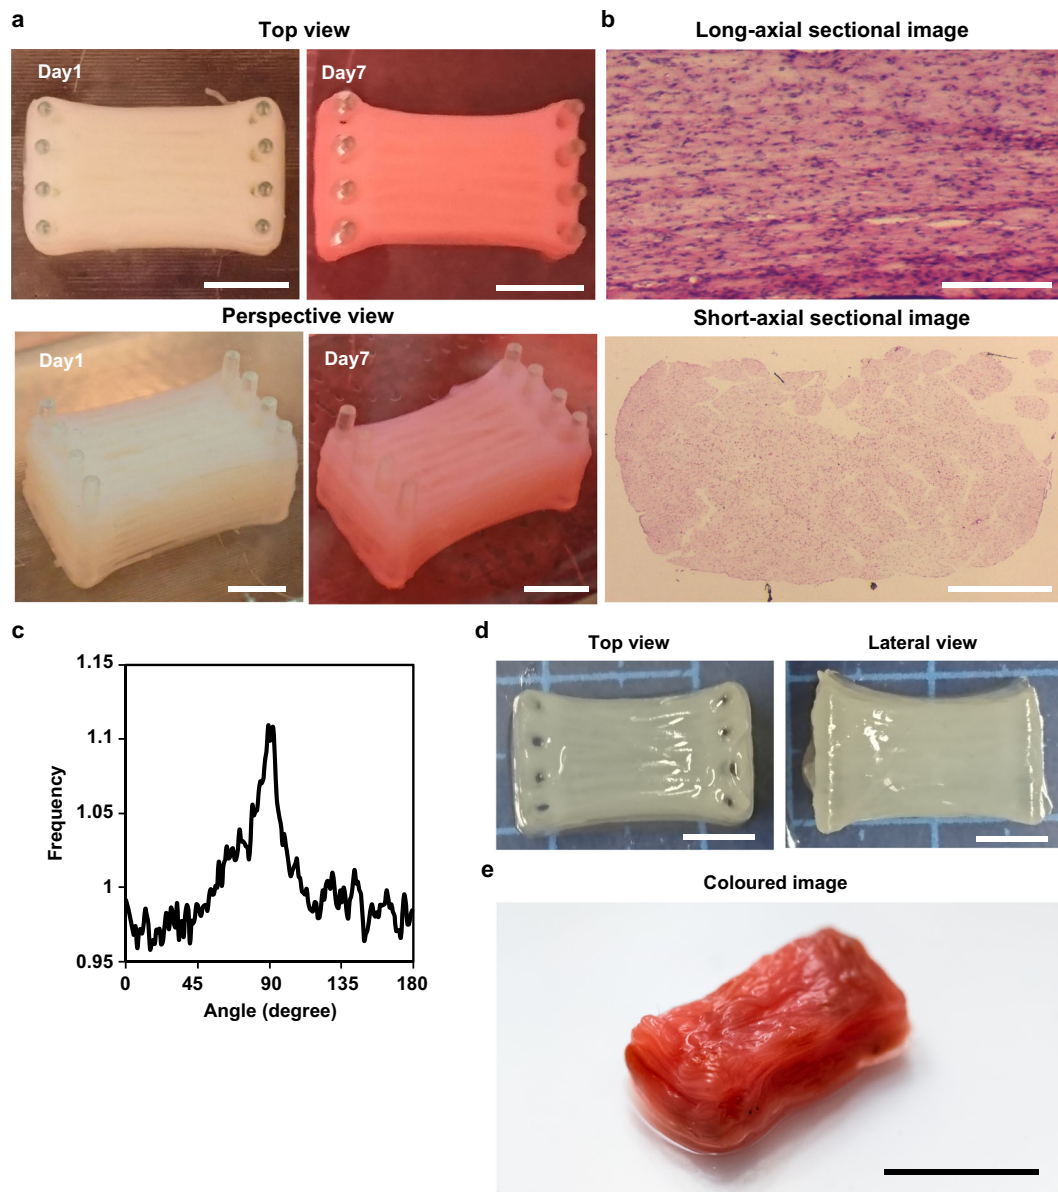 a
Top view
Day1
Day7
Perspective view
Day1
Day7
b
Long-axial sectional image
Short-axial sectional image
c
1.15
1.1
1.05
1
0.95
Frequency
0
45
90
135
180
Angle (degree)
d
Top view
Lateral view
e
Coloured image